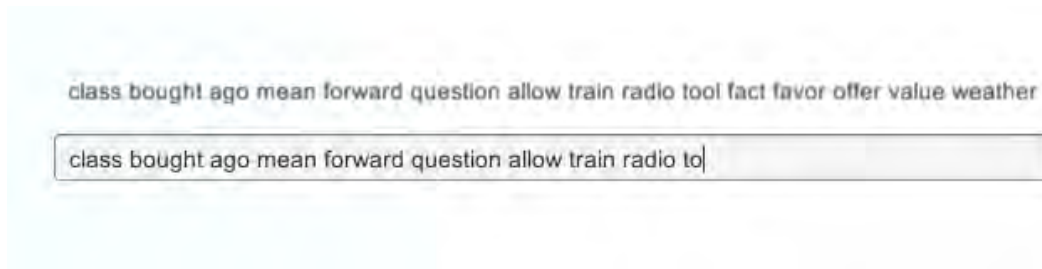 class bought ago mean forward question allow train radio tool fact favor offer value weather
class bought ago mean forward question allow train radio to